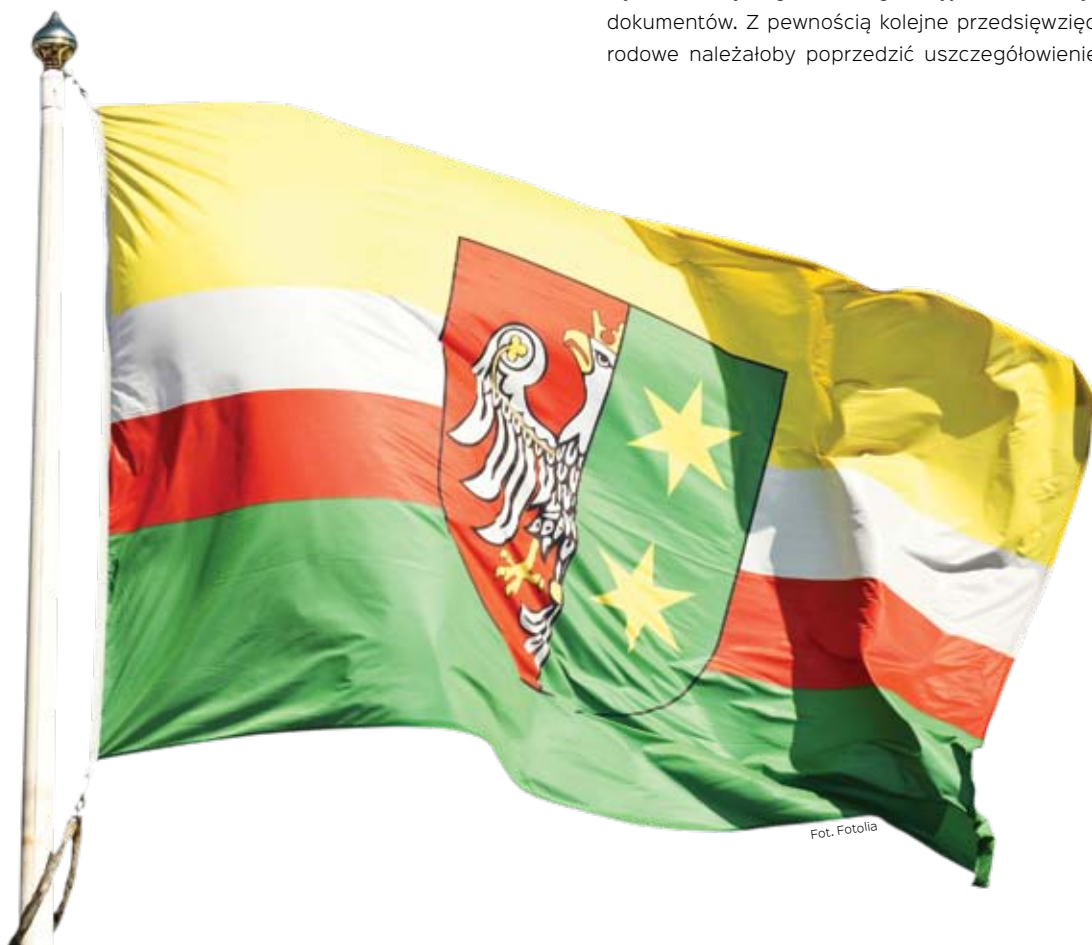 dokumentów. Z pewnością kolejne przedsięwzięc
rodowe należałoby poprzedzić uszczegółowienie
Fot. Fotolia